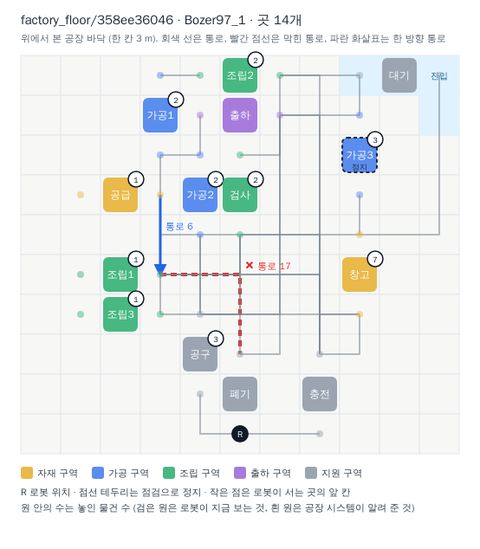 factory_floor/358ee36046 · Bozer97_1 · 곳 14개
위에서 본 공장 바닥 (한 칸 3 m). 회색 선은 통로, 빨간 점선은 막힌 통로, 파란 화살표는 한 방향 통로
조립2 2 대기 진입
가공1 2 출하
가공3 3
정지
공급 1 가공2 2 검사 2
통로 6
조립1 1 ✖ 통로 17 창고 7
조립3 1
공구 3
폐기 충전
R
자재 구역 가공 구역 조립 구역 출하 구역 지원 구역
R 로봇 위치 · 점선 테두리는 점검으로 정지 · 작은 점은 로봇이 서는 곳의 앞 칸
원 안의 수는 놓인 물건 수 (검은 원은 로봇이 지금 보는 것, 흰 원은 공장 시스템이 알려 준 것)